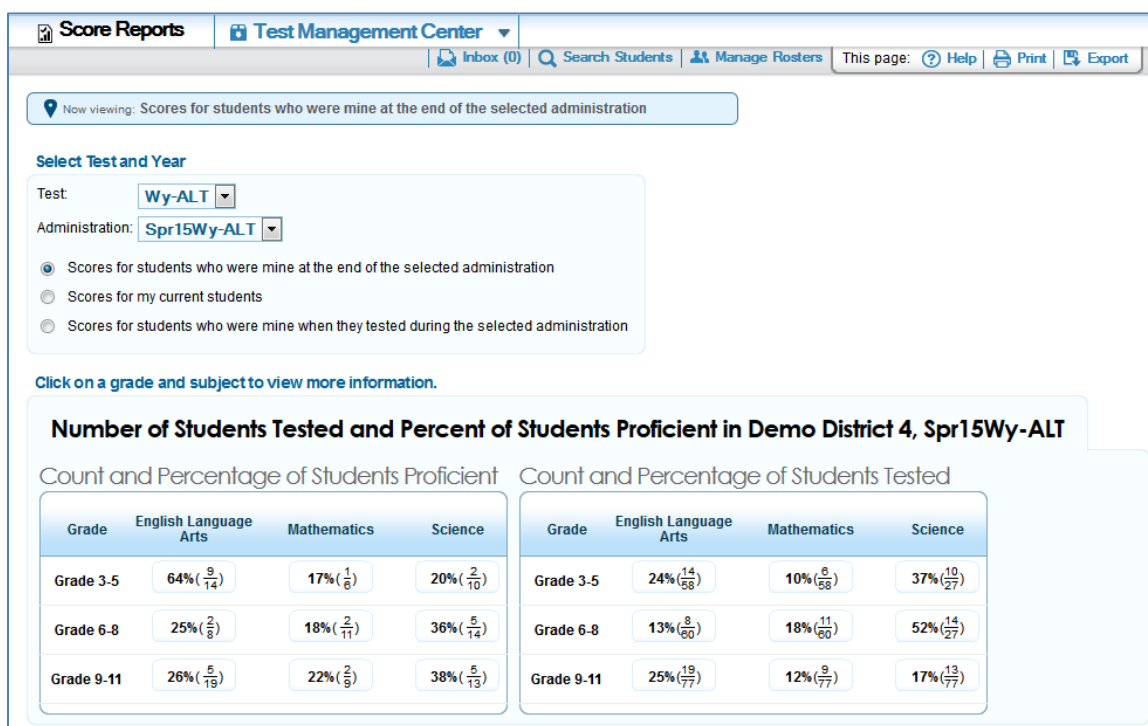 Score Reports Test Management Center
Inbox (0) Search Students Manage Rosters This page: Help Print Export
Now viewing: Scores for students who were mine at the end of the selected administration
Select Test and Year
Test: Wy-ALT
Administration: Spr15Wy-ALT
Scores for students who were mine at the end of the selected administration
Scores for my current students
Scores for students who were mine when they tested during the selected administration
Click on a grade and subject to view more information.
Number of Students Tested and Percent of Students Proficient in Demo District 4, Spr15Wy-ALT
Count and Percentage of Students Proficient
Grade English Language Arts Mathematics Science
Grade 3-5 64%(9/14) 17%(1/6) 20%(2/10)
Grade 6-8 25%(2/8) 18%(2/11) 36%(5/14)
Grade 9-11 26%(5/19) 22%(2/9) 38%(5/13)
Count and Percentage of Students Tested
Grade English Language Arts Mathematics Science
Grade 3-5 24%(14/58) 10%(6/58) 37%(10/27)
Grade 6-8 13%(8/60) 18%(11/60) 52%(14/27)
Grade 9-11 25%(19/77) 12%(9/77) 17%(13/77)